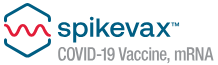 spikevax™
COVID-19 Vaccine, mRNA